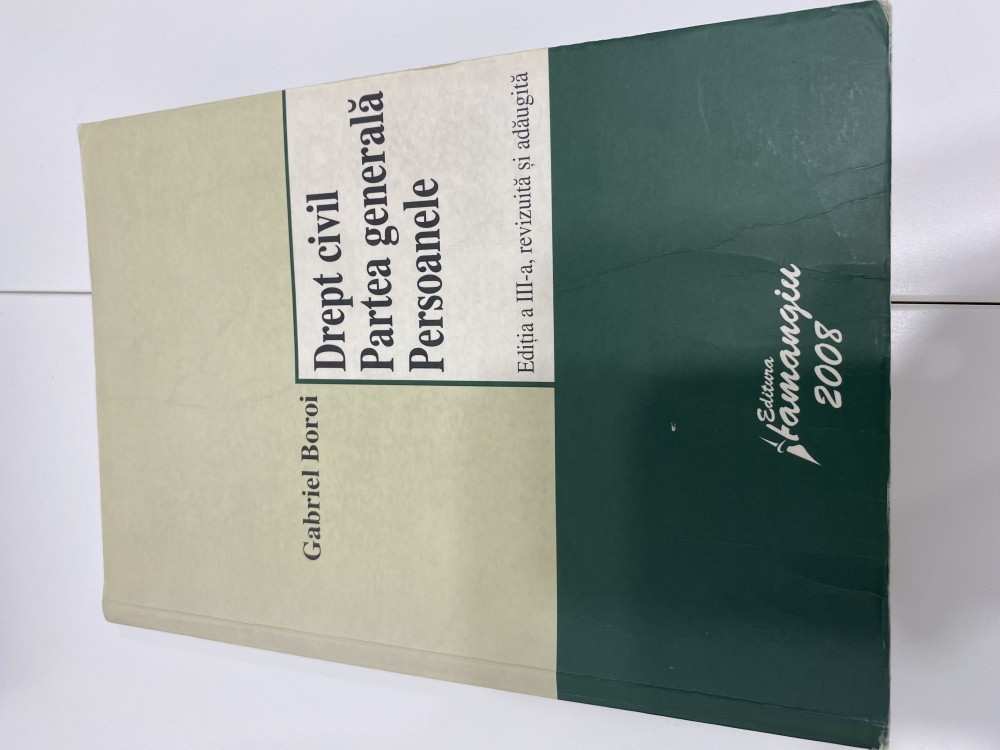 Gabriel Boroi
Drept civil
Partea generală
Persoanele
Ediția a III-a, revizuită și adăugită
Editura
Hamangiu
2008